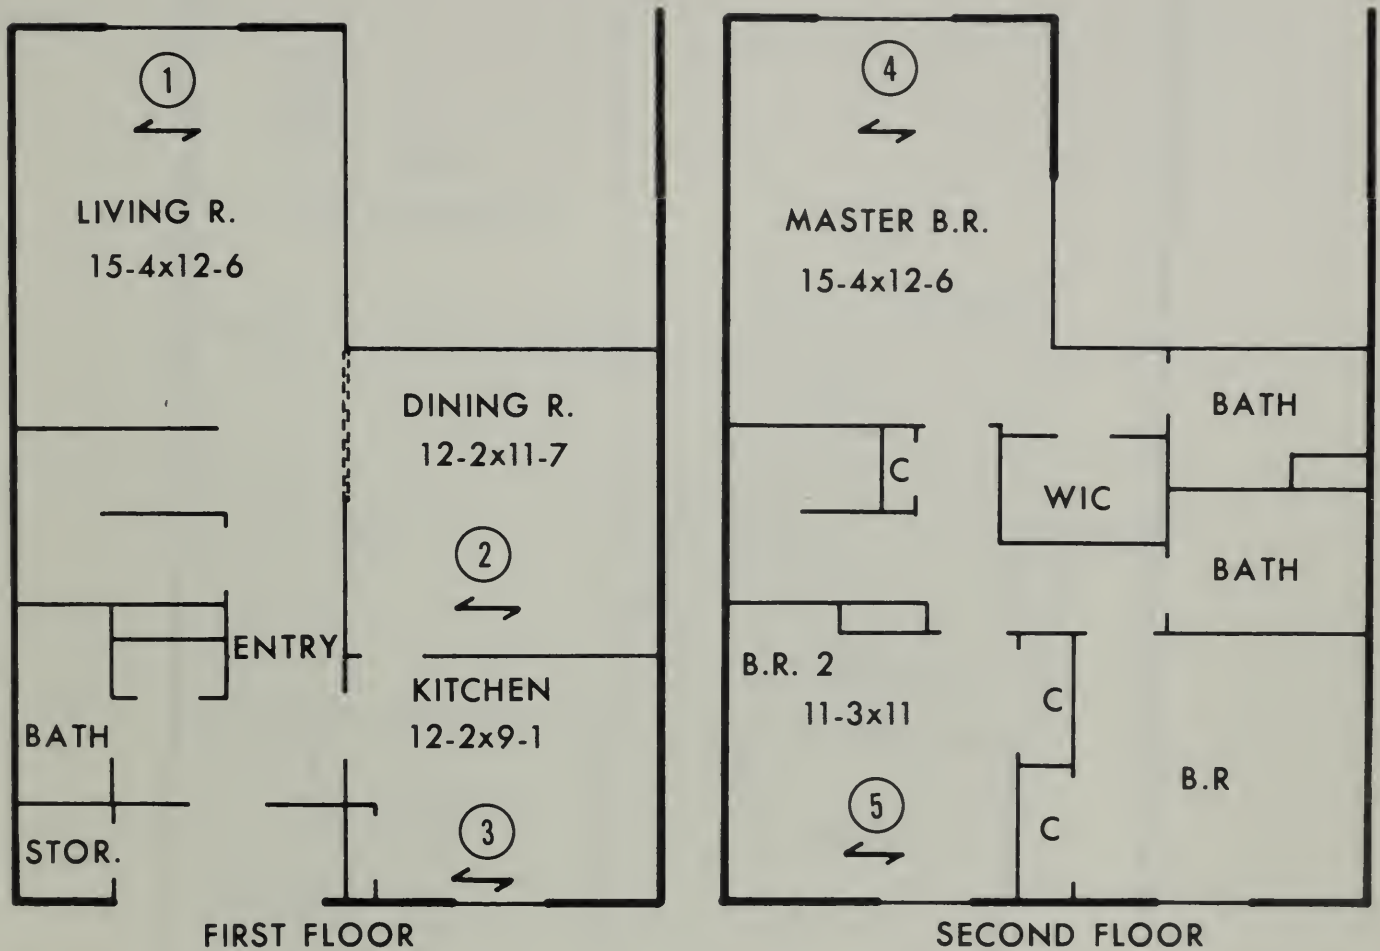 1
LIVING R.
15-4x12-6
DINING R.
12-2x11-7
2
ENTRY
KITCHEN
12-2x9-1
BATH
3
STOR.
FIRST FLOOR
4
MASTER B.R.
15-4x12-6
BATH
C
WIC
BATH
B.R. 2
11-3x11
C
B.R
5
C
SECOND FLOOR